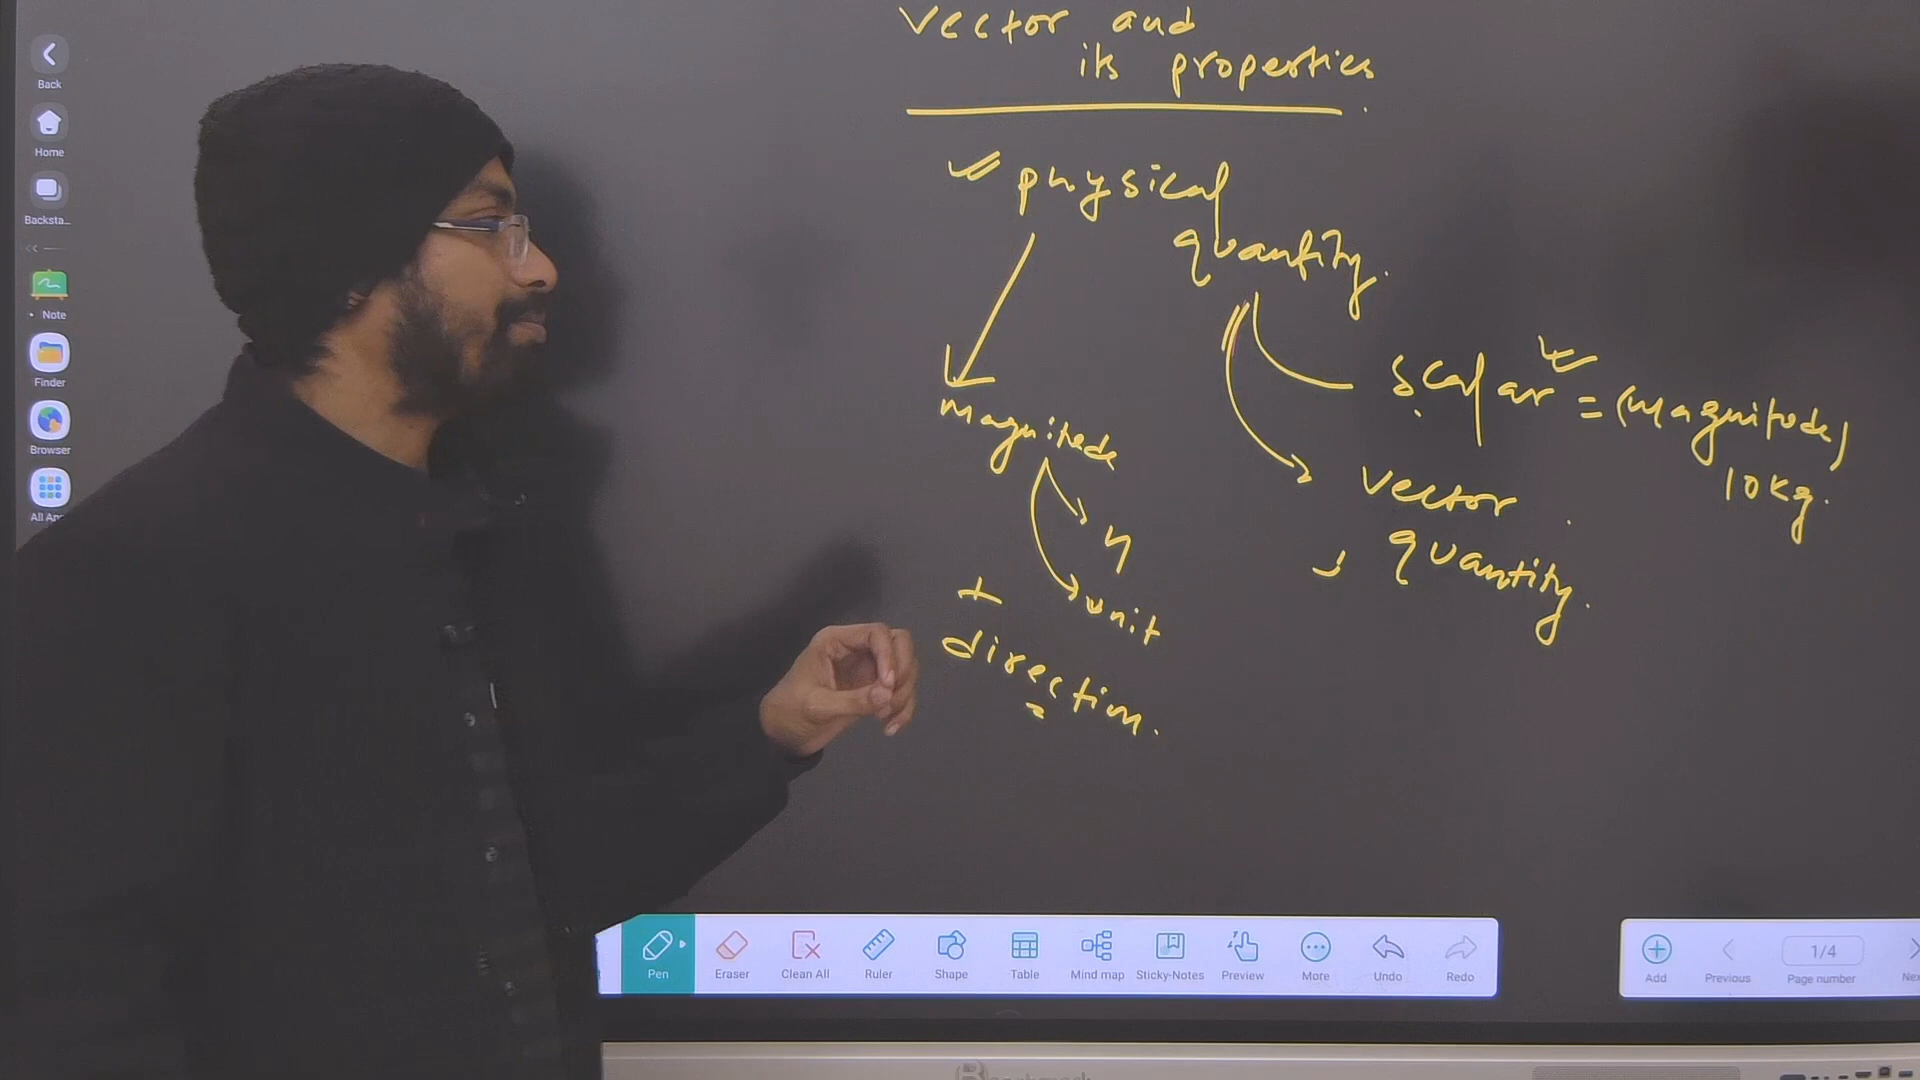 vector and
its properties
physical
quantity.
scalar = (magnitude)
10kg.
magnitude
vector
quantity.
n
unit
+
direction.
Back
Home
Backsta...
Note
Finder
Browser
Pen
Eraser
Clean All
Ruler
Shape
Table
Mind map
Sticky-Notes
Preview
More
Undo
Redo
Add
Previous
1/4
Page number